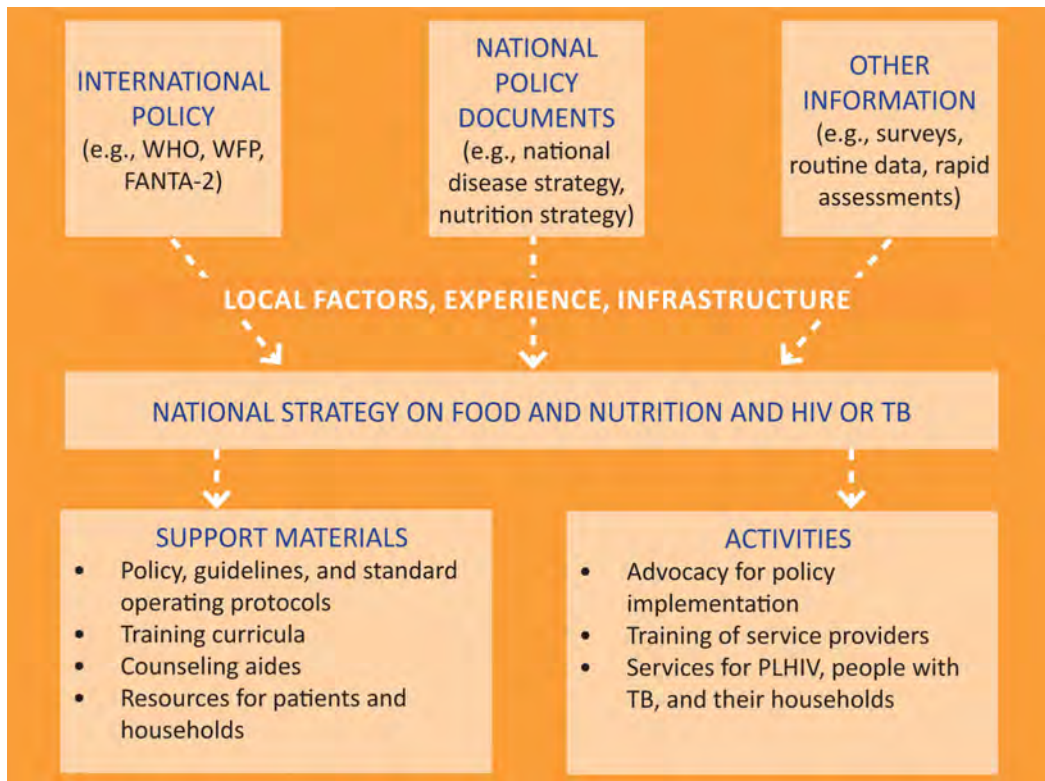 INTERNATIONAL
POLICY
(e.g., WHO, WFP,
FANTA-2)
NATIONAL
POLICY
DOCUMENTS
(e.g., national
disease strategy,
nutrition strategy)
OTHER
INFORMATION
(e.g., surveys,
routine data, rapid
assessments)
LOCAL FACTORS, EXPERIENCE, INFRASTRUCTURE
NATIONAL STRATEGY ON FOOD AND NUTRITION AND HIV OR TB
SUPPORT MATERIALS
• Policy, guidelines, and standard
operating protocols
• Training curricula
• Counseling aides
• Resources for patients and
households
ACTIVITIES
• Advocacy for policy
implementation
• Training of service providers
• Services for PLHIV, people with
TB, and their households